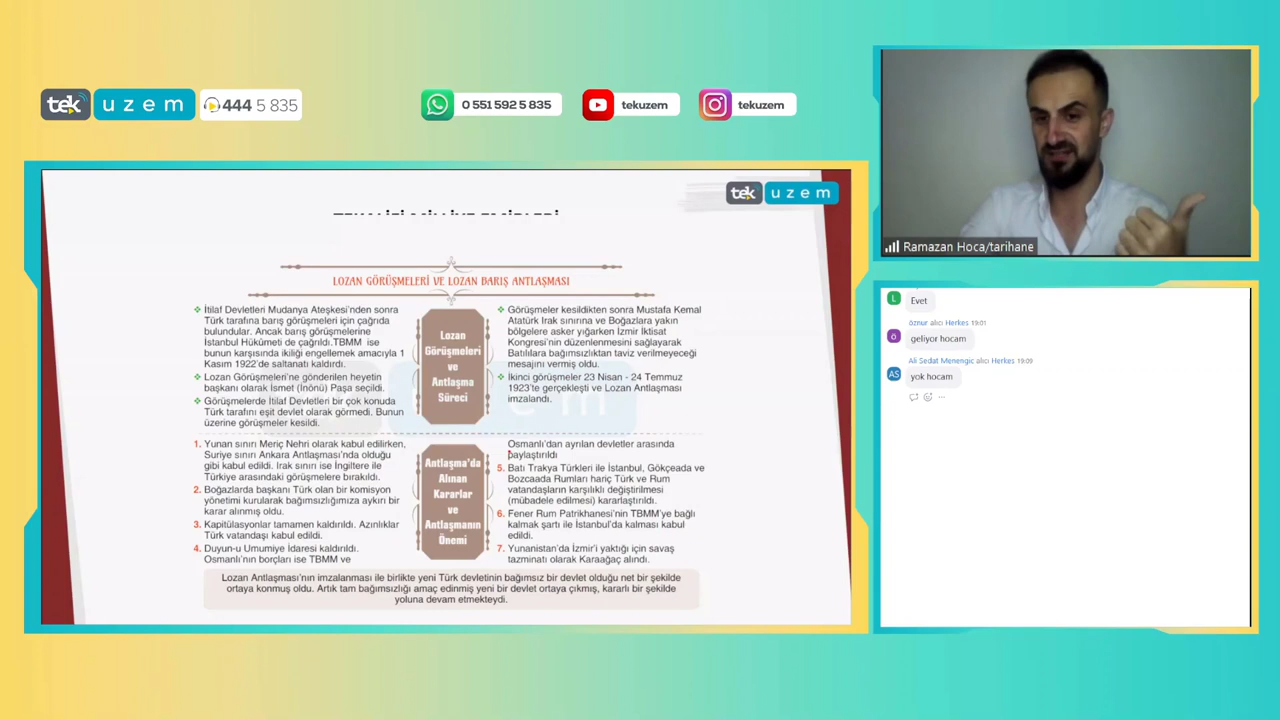 tek
uzem
444 5 835
0 551 592 5 835
tekuzem
tekuzem
tek
uzem
LOZAN GÖRÜŞMELERİ VE LOZAN BARIŞ ANTLAŞMASI
İtilaf Devletleri Mudanya Ateşkesi'nden sonra
Türk tarafına barış görüşmeleri için çağrıda
bulundular. Ancak barış görüşmelerine
İstanbul Hükûmeti de çağrıldı.TBMM ise
bunun karşısında ikiliği engellemek amacıyla 1
Kasım 1922'de saltanatı kaldırdı.
Lozan Görüşmeleri'ne gönderilen heyetin
başkanı olarak İsmet (İnönü) Paşa seçildi.
Görüşmelerde İtilaf Devletleri bir çok konuda
Türk tarafını eşit devlet olarak görmedi. Bunun
üzerine görüşmeler kesildi.
Lozan
Görüşmeleri
ve
Antlaşma
Süreci
Görüşmeler kesildikten sonra Mustafa Kemal
Atatürk Irak sınırına ve Boğazlara yakın
bölgelere asker yığarken İzmir İktisat
Kongresi'nin düzenlenmesini sağlayarak
Batılılara bağımsızlıktan taviz verilmeyeceği
mesajını vermiş oldu.
İkinci görüşmeler 23 Nisan - 24 Temmuz
1923'te gerçekleşti ve Lozan Antlaşması
imzalandı.
1. Yunan sınırı Meriç Nehri olarak kabul edilirken,
Suriye sınırı Ankara Antlaşması'nda olduğu
gibi kabul edildi. Irak sınırı ise İngiltere ile
Türkiye arasındaki görüşmelere bırakıldı.
2. Boğazlarda başkanı Türk olan bir komisyon
yönetimi kurularak bağımsızlığımıza aykırı bir
karar alınmış oldu.
3. Kapitülasyonlar tamamen kaldırıldı. Azınlıklar
Türk vatandaşı kabul edildi.
4. Duyun-u Umumiye İdaresi kaldırıldı.
Osmanlı'nın borçları ise TBMM ve
Antlaşma'da
Alınan
Kararlar
ve
Antlaşmanın
Önemi
Osmanlı'dan ayrılan devletler arasında
paylaştırıldı
5. Batı Trakya Türkleri ile İstanbul, Gökçeada ve
Bozcaada Rumları hariç Türk ve Rum
vatandaşların karşılıklı değiştirilmesi
(mübadele edilmesi) kararlaştırıldı.
6. Fener Rum Patrikhanesi'nin TBMM'ye bağlı
kalmak şartı ile İstanbul'da kalması kabul
edildi.
7. Yunanistan'da İzmir'i yaktığı için savaş
tazminatı olarak Karaağaç alındı.
Lozan Antlaşması'nın imzalanması ile birlikte yeni Türk devletinin bağımsız bir devlet olduğu net bir şekilde
ortaya konmuş oldu. Artık tam bağımsızlığı amaç edinmiş yeni bir devlet ortaya çıkmış, kararlı bir şekilde
yoluna devam etmekteydi.
Ramazan Hoca/tarihane
L
Evet
öznur alıcı Herkes 19:01
ö
geliyor hocam
Ali Sedat Menengic alıcı Herkes 19:09
AS
yok hocam